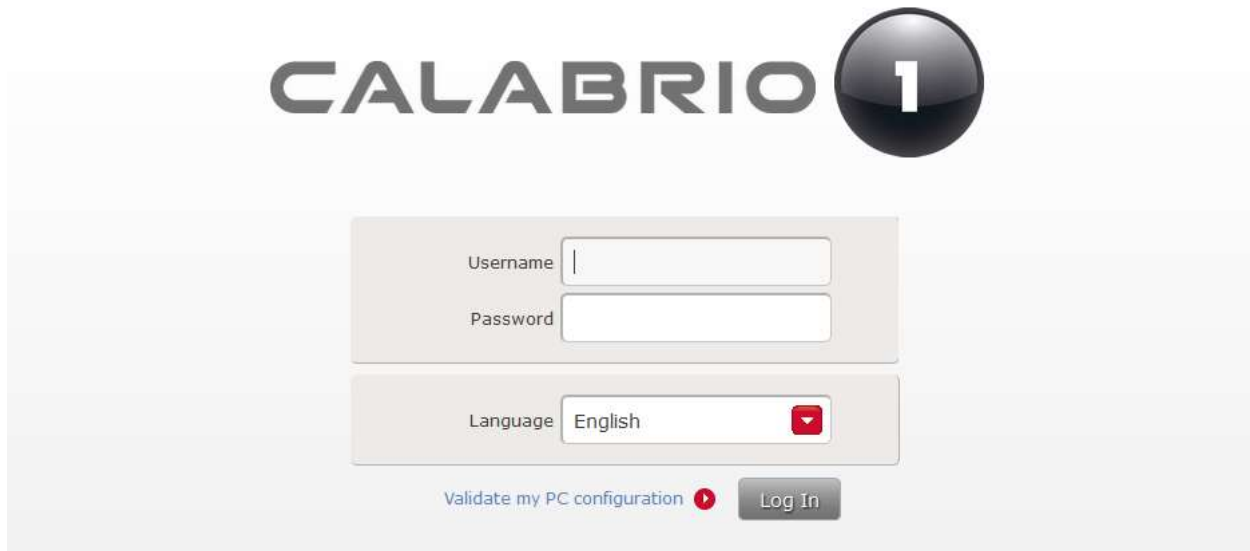 CALABRIO 1
Username
Password
Language English
Validate my PC configuration Log In